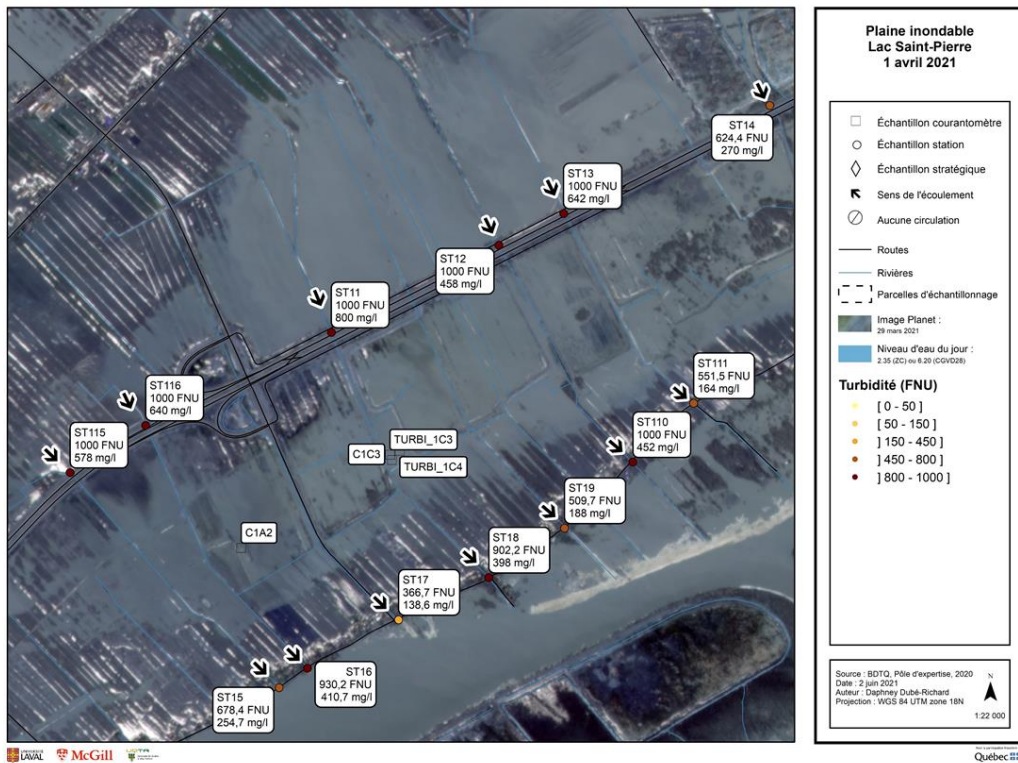 Plaine inondable
Lac Saint-Pierre
1 avril 2021
Échantillon courantomètre
Échantillon station
Échantillon stratégique
Sens de l'écoulement
Aucune circulation
Routes
Rivières
Parcelles d'échantillonnage
Image Planet :
29 mars 2021
Niveau d'eau du jour :
2.35 (ZC) ou 6.20 (CGVD28)
Turbidité (FNU)
[ 0 - 50 ]
] 50 - 150 ]
] 150 - 450 ]
] 450 - 800 ]
] 800 - 1000 ]
Source : BDTQ, Pôle d'expertise, 2020
Date : 2 juin 2021
Auteur : Daphney Dubé-Richard
Projection : WGS 84 UTM zone 18N
N
1:22 000
ST14
624,4 FNU
270 mg/l
ST13
1000 FNU
642 mg/l
ST12
1000 FNU
458 mg/l
ST11
1000 FNU
800 mg/l
ST116
1000 FNU
640 mg/l
ST115
1000 FNU
578 mg/l
ST111
551,5 FNU
164 mg/l
ST110
1000 FNU
452 mg/l
TURBI_1C3
C1C3
TURBI_1C4
ST19
509,7 FNU
188 mg/l
C1A2
ST18
902,2 FNU
398 mg/l
ST17
366,7 FNU
138,6 mg/l
ST16
930,2 FNU
410,7 mg/l
ST15
678,4 FNU
254,7 mg/l
UNIVERSITÉ
LAVAL
McGill
UQTR
Québec